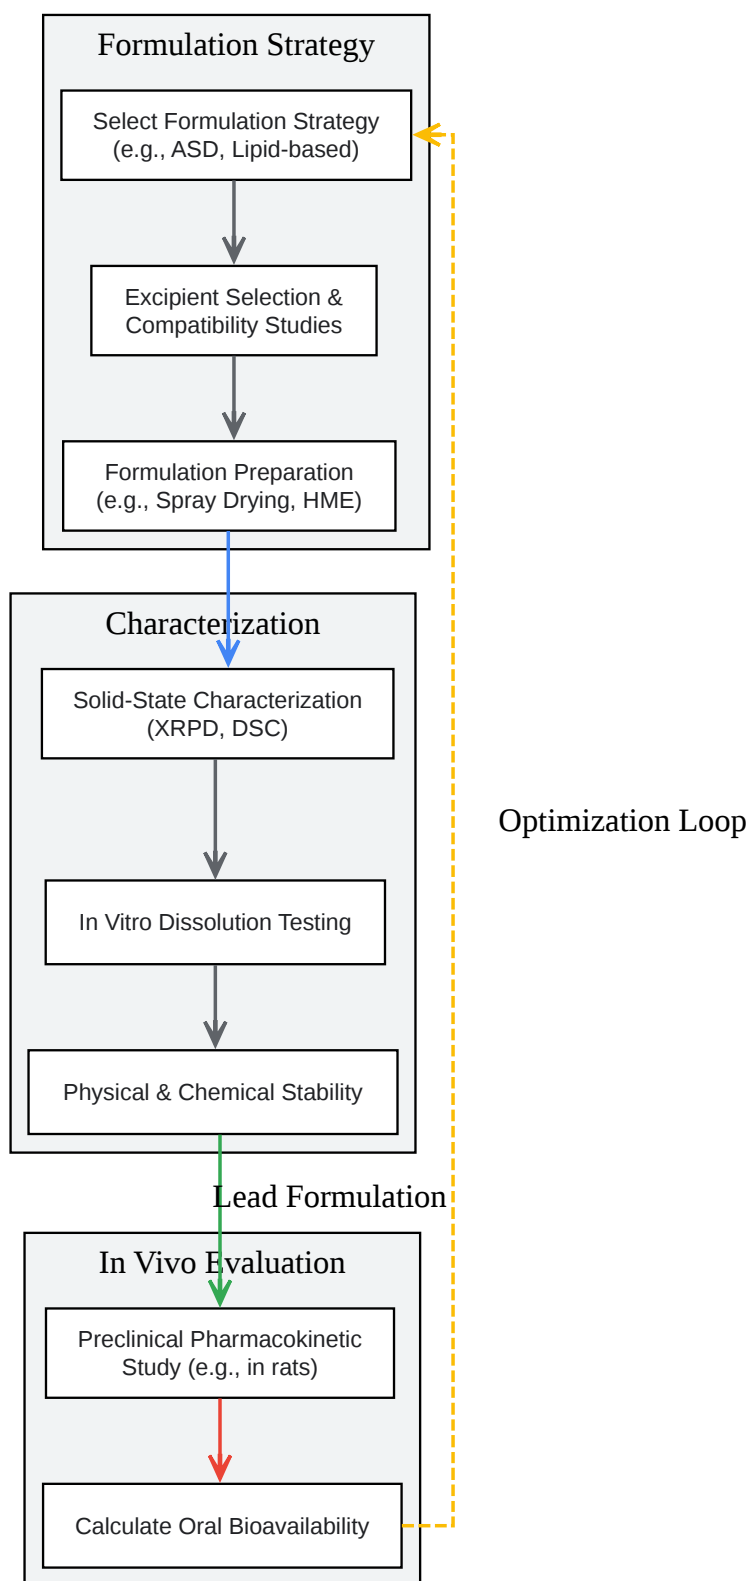 Formulation Strategy
Select Formulation Strategy
(e.g., ASD, Lipid-based)
Excipient Selection &
Compatibility Studies
Formulation Preparation
(e.g., Spray Drying, HME)
Characterization
Solid-State Characterization
(XRPD, DSC)
Optimization Loop
In Vitro Dissolution Testing
Physical & Chemical Stability
Lead Formulation
In Vivo Evaluation
Preclinical Pharmacokinetic
Study (e.g., in rats)
Calculate Oral Bioavailability